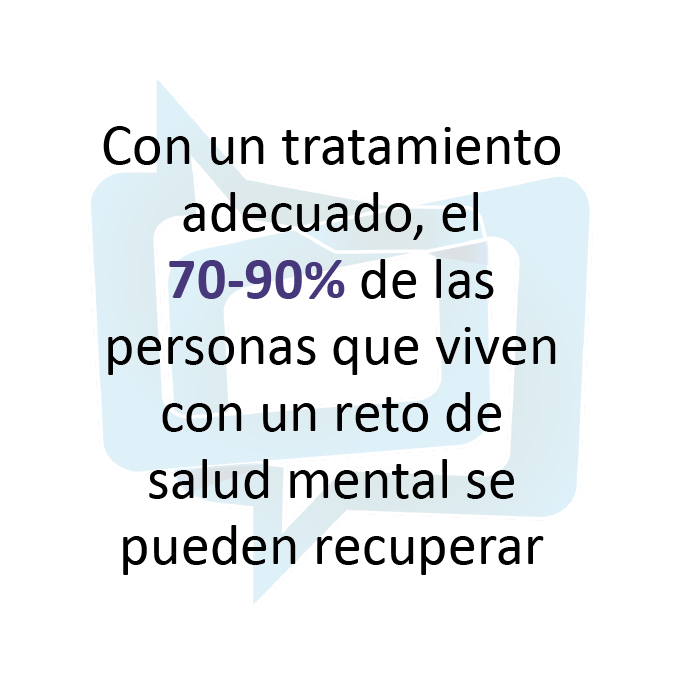 Con un tratamiento
adecuado, el
70-90% de las
personas que viven
con un reto de
salud mental se
pueden recuperar